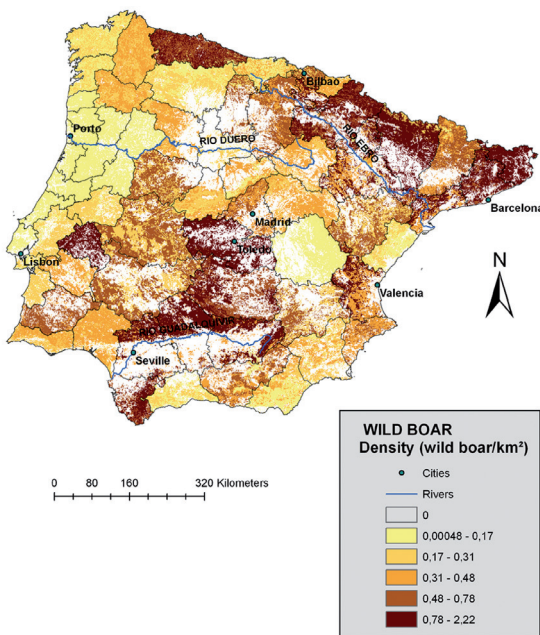 Bilbao
Porto
RIO DUERO
RIO EBRO
Barcelona
Madrid
Toledo
Lisbon
N
Valencia
RIO GUADALQUIVIR
Seville
WILD BOAR
Density (wild boar/km²)
Cities
Rivers
0
0,00048 - 0,17
0,17 - 0,31
0,31 - 0,48
0,48 - 0,78
0,78 - 2,22
0 80 160 320 Kilometers